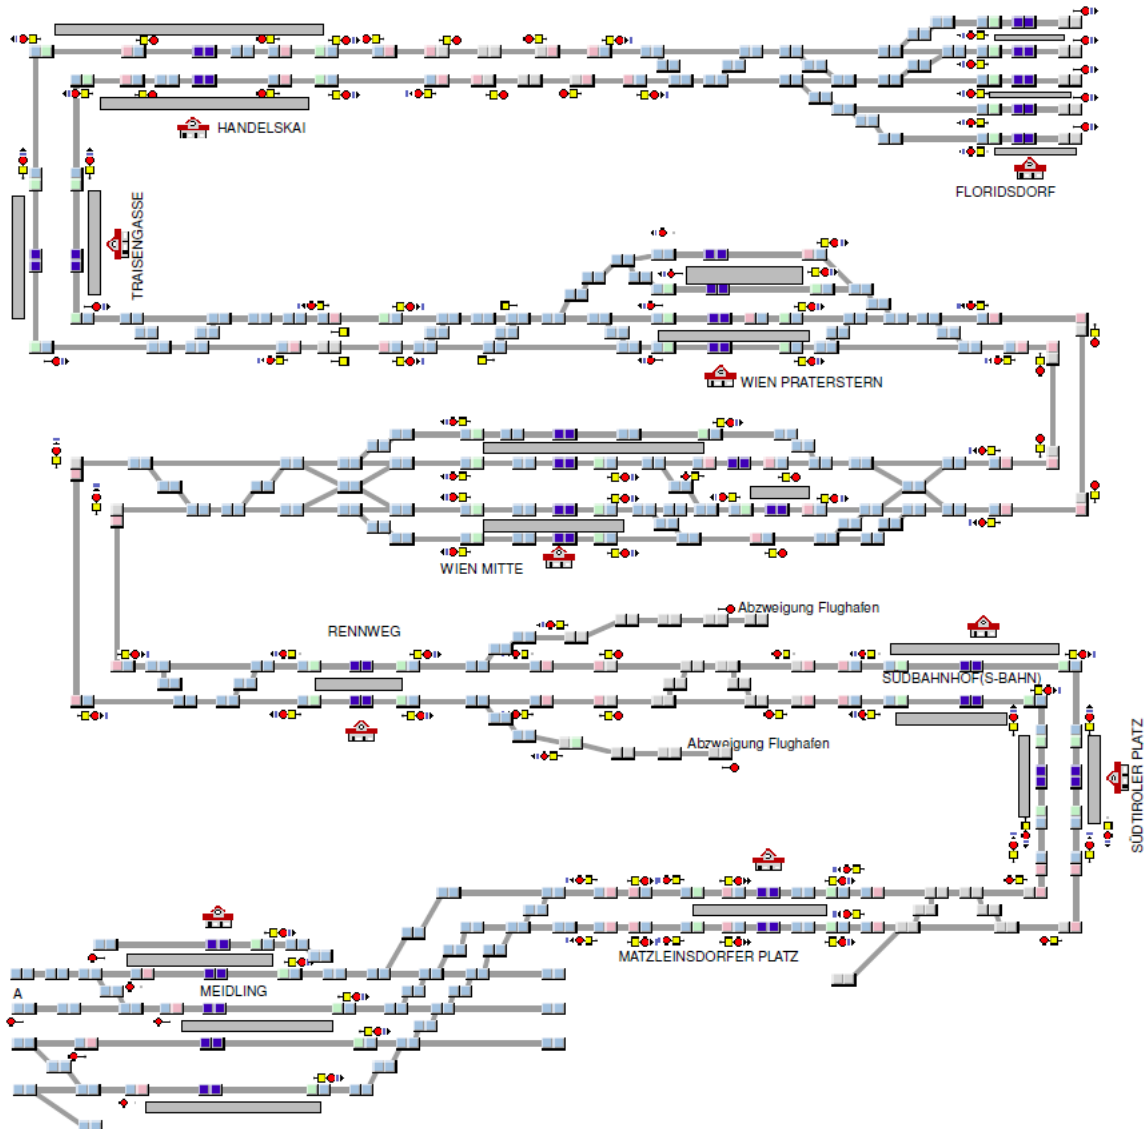 HANDELSKAI
FLORIDSDORF
TRAISENGASSE
WIEN PRATERSTERN
WIEN MITTE
Abzweigung Flughafen
RENNWEG
SÜDBAHNHOF(S-BAHN)
Abzweigung Flughafen
SÜDTIROLER PLATZ
MATZLEINSDORFER PLATZ
MEIDLING
A